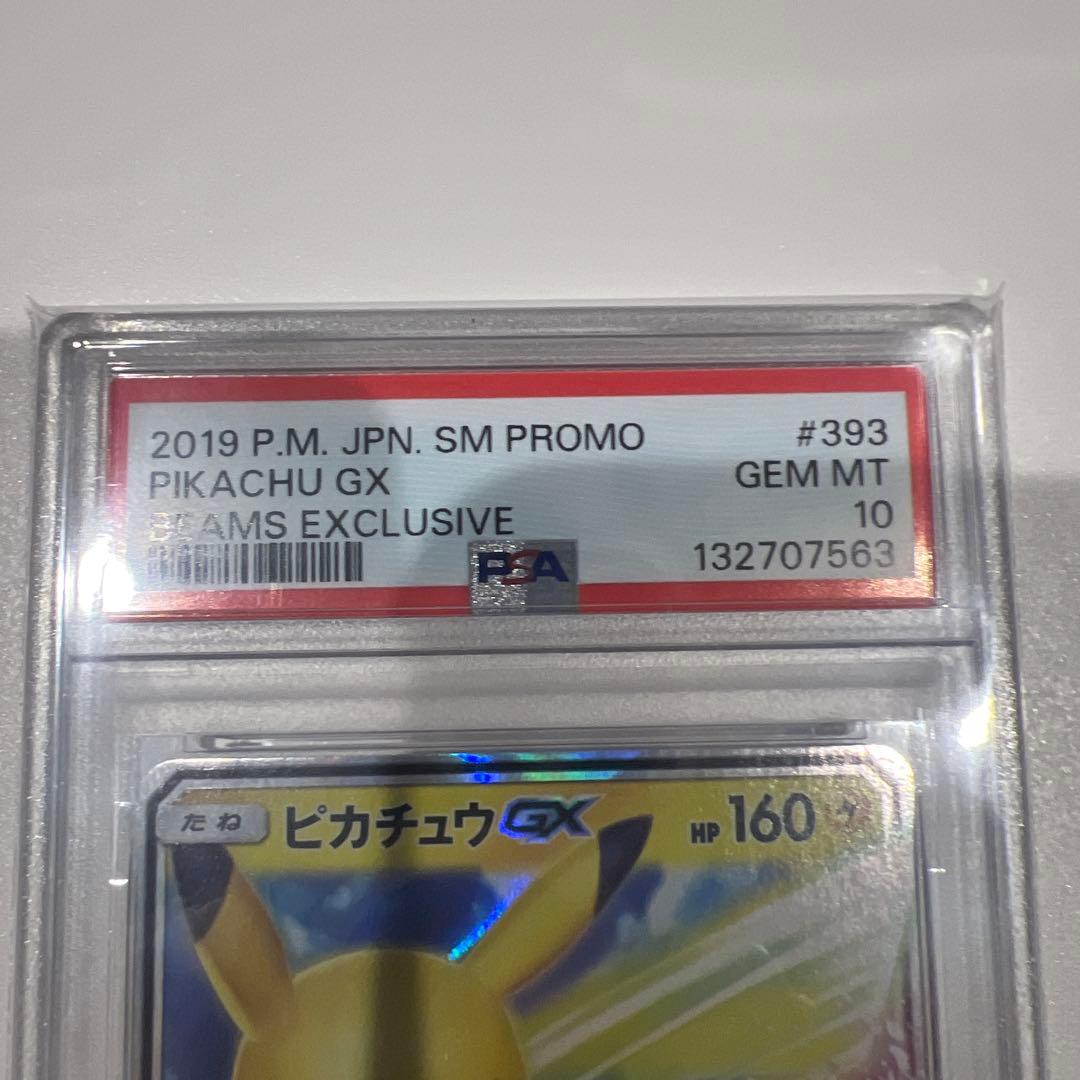 2019 P.M. JPN. SM PROMO #393
PIKACHU GX GEM MT
BEAMS EXCLUSIVE 10
PSA 132707563
たね ピカチュウGX HP 160